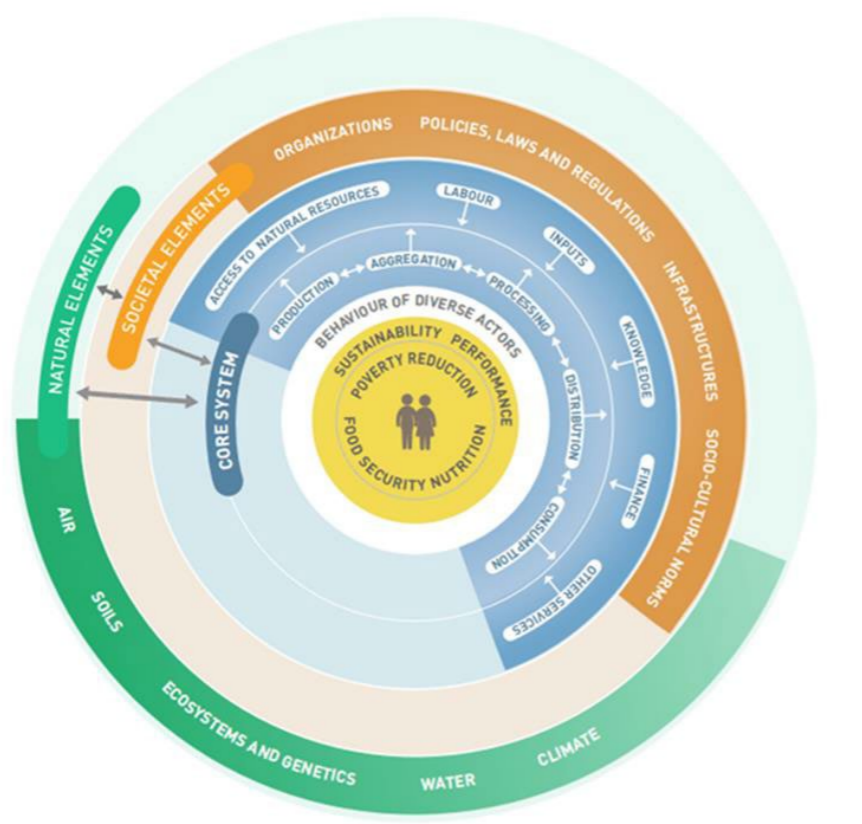 ORGANIZATIONS
POLICIES, LAWS AND REGULATIONS
INFRASTRUCTURES
SOCIO-CULTURAL NORMS
NATURAL ELEMENTS
SOCIETAL ELEMENTS
CORE SYSTEM
ACCESS TO NATURAL RESOURCES
LABOUR
INPUTS
KNOWLEDGE
FINANCE
OTHER SERVICES
PRODUCTION
AGGREGATION
PROCESSING
DISTRIBUTION
CONSUMPTION
BEHAVIOUR OF DIVERSE ACTORS
SUSTAINABILITY PERFORMANCE
POVERTY REDUCTION
FOOD SECURITY NUTRITION
AIR
SOILS
ECOSYSTEMS AND GENETICS
WATER
CLIMATE